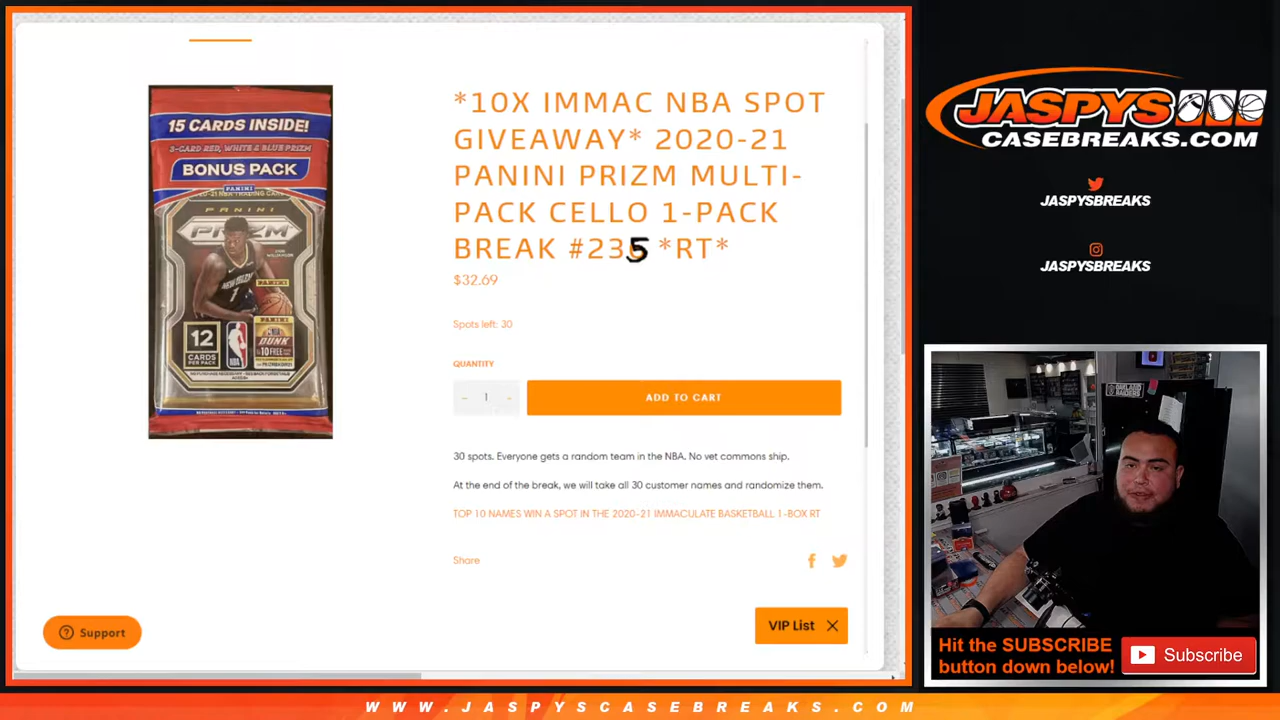 15 CARDS INSIDE!
3-CARD RED, WHITE & BLUE PRIZM
BONUS PACK
PANINI
PRIZM
PANINI
12
CARDS
PER PACK
NBA
DUNK
*10X IMMAC NBA SPOT
GIVEAWAY* 2020-21
PANINI PRIZM MULTI-
PACK CELLO 1-PACK
BREAK #235 *RT*
$32.69
Spots left: 30
QUANTITY
− 1 +
ADD TO CART
30 spots. Everyone gets a random team in the NBA. No vet commons ship.
At the end of the break, we will take all 30 customer names and randomize them.
TOP 10 NAMES WIN A SPOT IN THE 2020-21 IMMACULATE BASKETBALL 1-BOX RT
Share
Support
VIP List
JASPYS
CASEBREAKS.COM
JASPYSBREAKS
JASPYSBREAKS
OAKLAND
RAIDERS
Hit the SUBSCRIBE
button down below!
Subscribe
WWW.JASPYSCASEBREAKS.COM